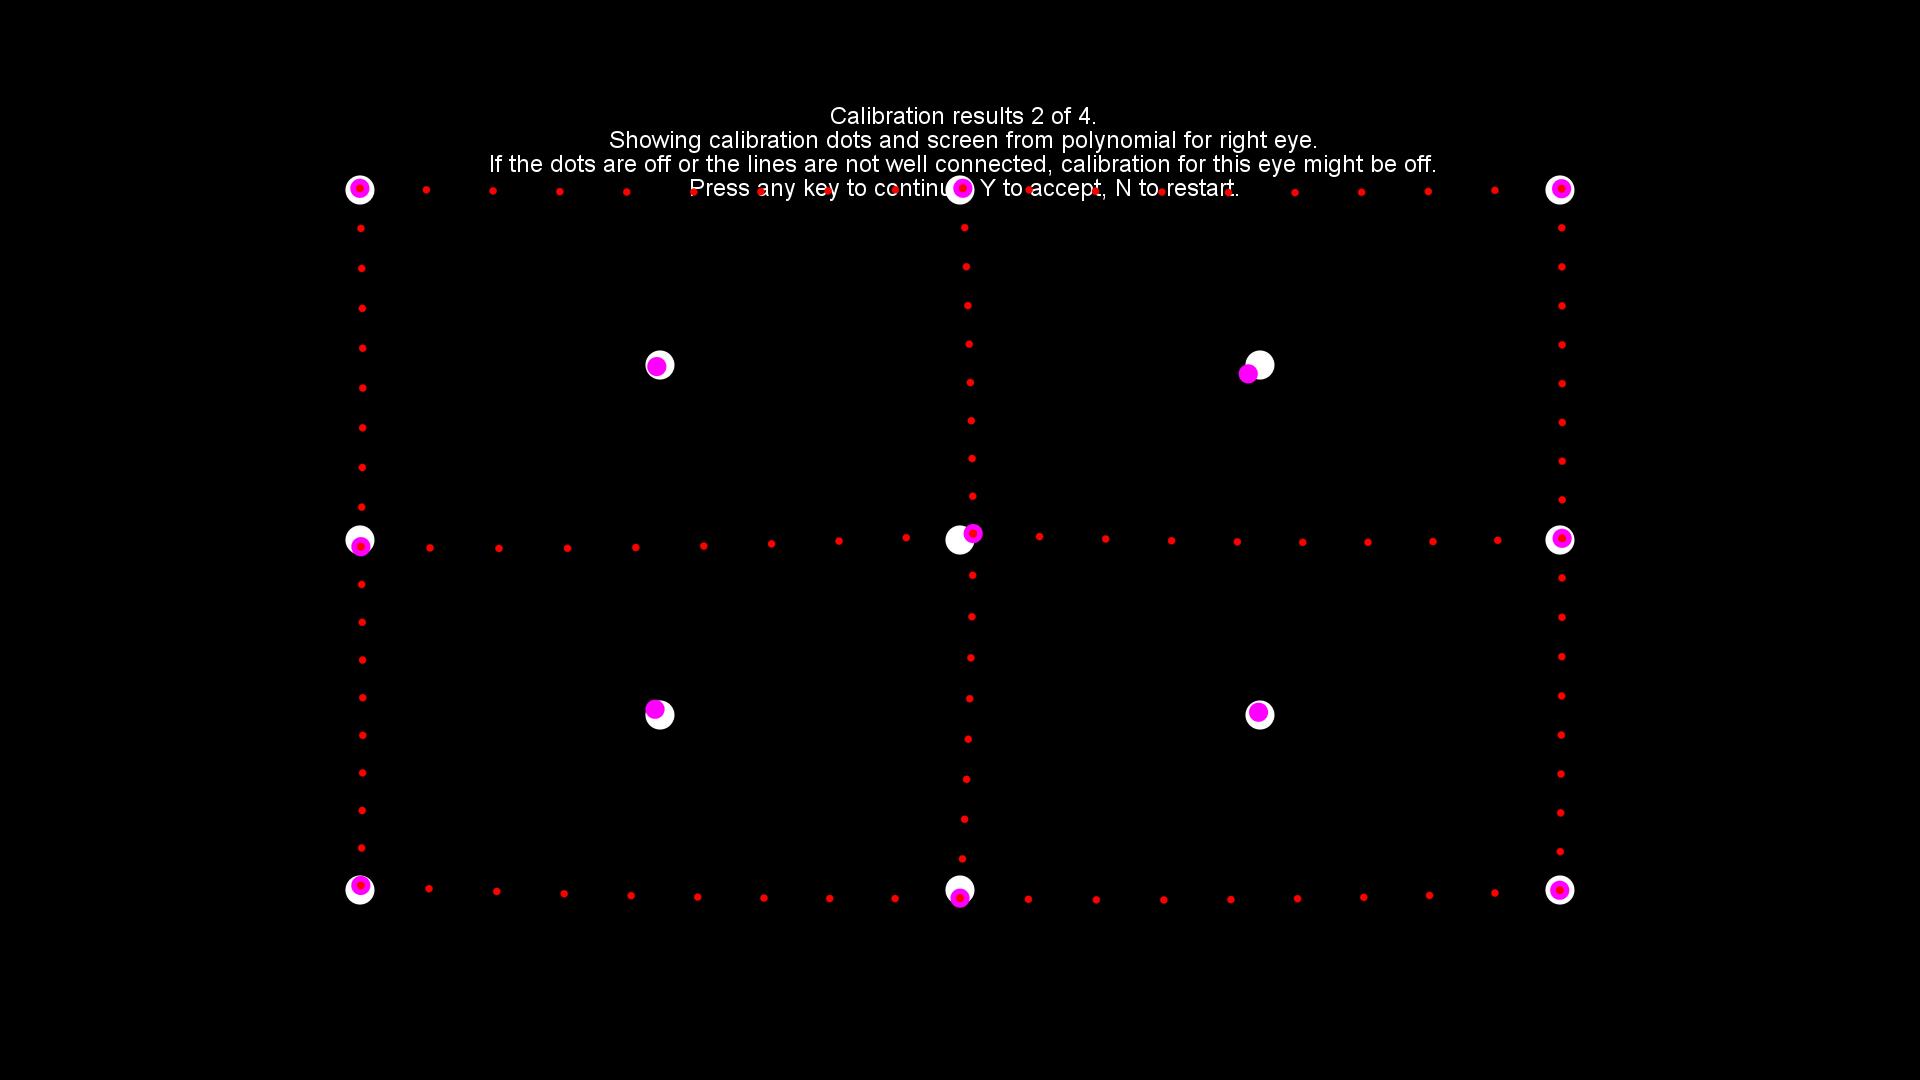 Calibration results 2 of 4.
Showing calibration dots and screen from polynomial for right eye.
If the dots are off or the lines are not well connected, calibration for this eye might be off.
Press any key to continue, Y to accept, N to restart.